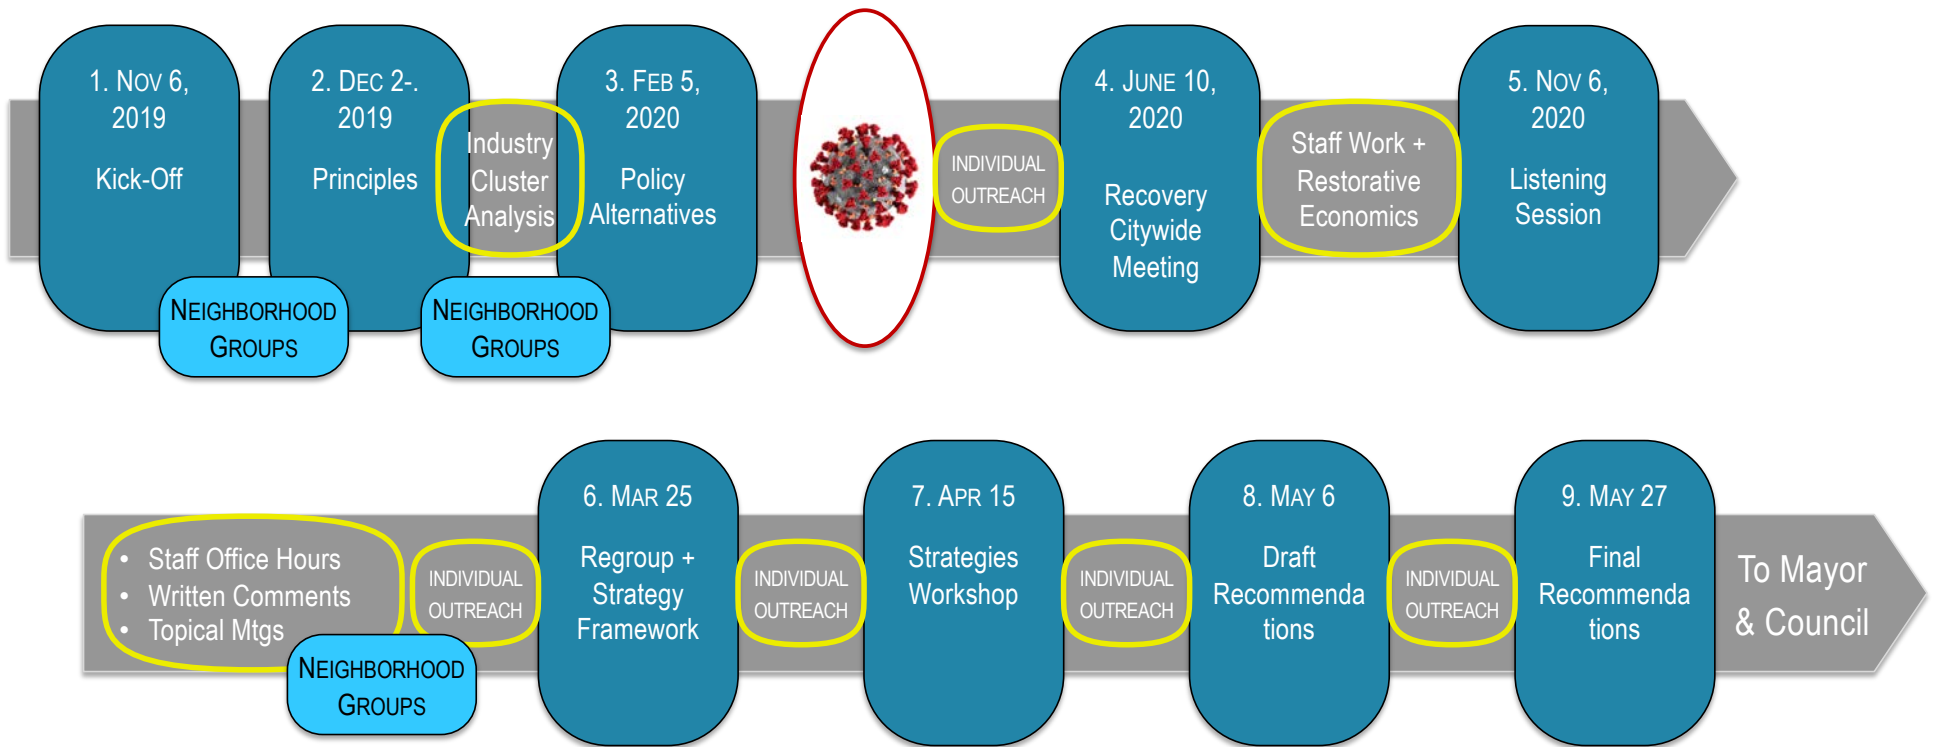 1. Nov 6,
2019
Kick-Off
Neighborhood
Groups
2. Dec 2-.
2019
Principles
Industry
Cluster
Analysis
Neighborhood
Groups
3. Feb 5,
2020
Policy
Alternatives
INDIVIDUAL
OUTREACH
4. June 10,
2020
Recovery
Citywide
Meeting
Staff Work +
Restorative
Economics
5. Nov 6,
2020
Listening
Session
• Staff Office Hours
• Written Comments
• Topical Mtgs
Neighborhood
Groups
INDIVIDUAL
OUTREACH
6. Mar 25
Regroup +
Strategy
Framework
INDIVIDUAL
OUTREACH
7. Apr 15
Strategies
Workshop
INDIVIDUAL
OUTREACH
8. May 6
Draft
Recommenda
tions
INDIVIDUAL
OUTREACH
9. May 27
Final
Recommenda
tions
To Mayor
& Council